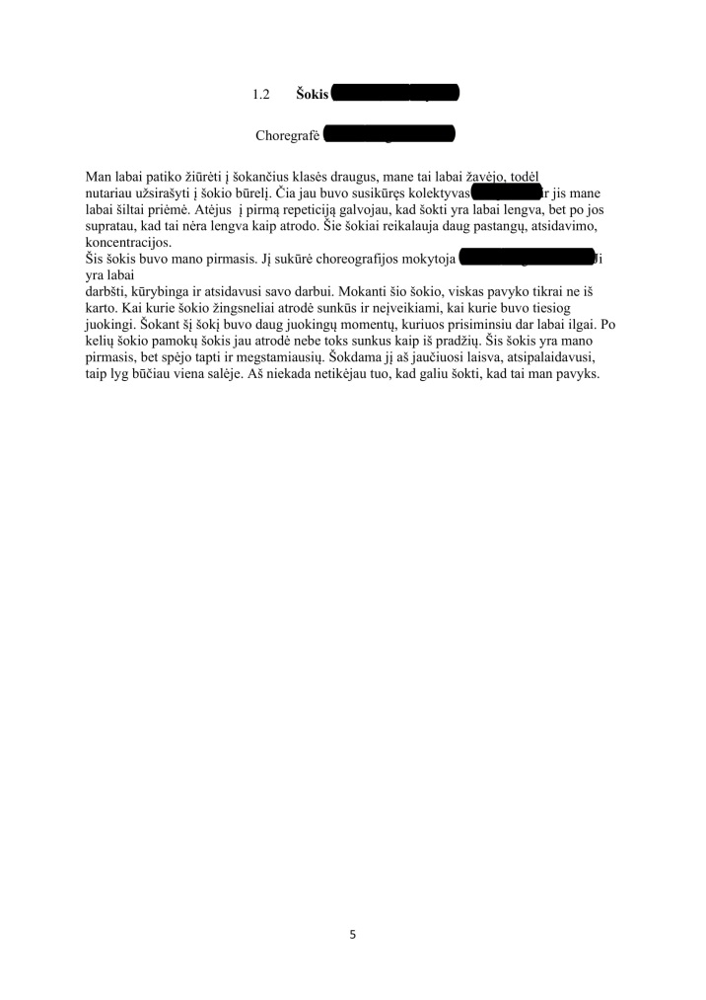 1.2 Šokis
Choregrafė
Man labai patiko žiūrėti į šokančius klasės draugus, mane tai labai žavėjo, todėl
nutariau užsirašyti į šokio būrelį. Čia jau buvo susikūręs kolektyvas ir jis mane
labai šiltai priėmė. Atėjus į pirmą repeticiją galvojau, kad šokti yra labai lengva, bet po jos
supratau, kad tai nėra lengva kaip atrodo. Šie šokiai reikalauja daug pastangų, atsidavimo,
koncentracijos.
Šis šokis buvo mano pirmasis. Jį sukūrė choreografijos mokytoja Ji
yra labai
darbšti, kūrybinga ir atsidavusi savo darbui. Mokanti šio šokio, viskas pavyko tikrai ne iš
karto. Kai kurie šokio žingsneliai atrodė sunkūs ir neįveikiami, kai kurie buvo tiesiog
juokingi. Šokant šį šokį buvo daug juokingų momentų, kuriuos prisiminsiu dar labai ilgai. Po
kelių šokio pamokų šokis jau atrodė nebe toks sunkus kaip iš pradžių. Šis šokis yra mano
pirmasis, bet spėjo tapti ir megstamiausių. Šokdama jį aš jaučiuosi laisva, atsipalaidavusi,
taip lyg būčiau viena salėje. Aš niekada netikėjau tuo, kad galiu šokti, kad tai man pavyks.
5